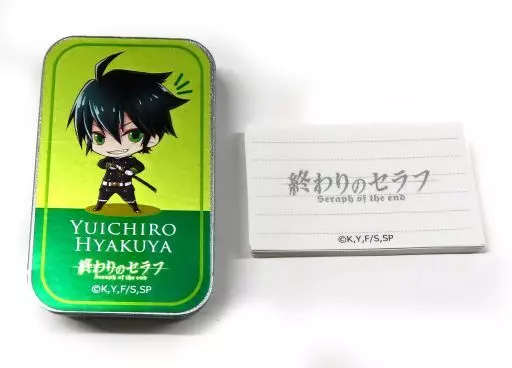 YUICHIRO
HYAKUYA
終わりのセラフ
Seraph of the end
©K,Y,F/S,SP
終わりのセラフ
Seraph of the end
©K,Y,F/S,SP